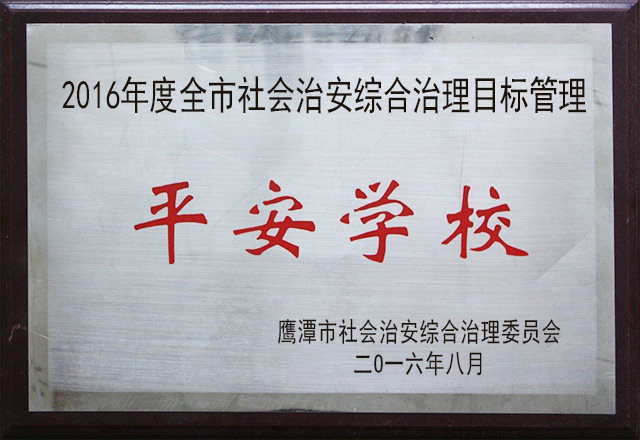 2016年度全市社会治安综合治理目标管理
平安学校
鹰潭市社会治安综合治理委员会
二0一六年八月